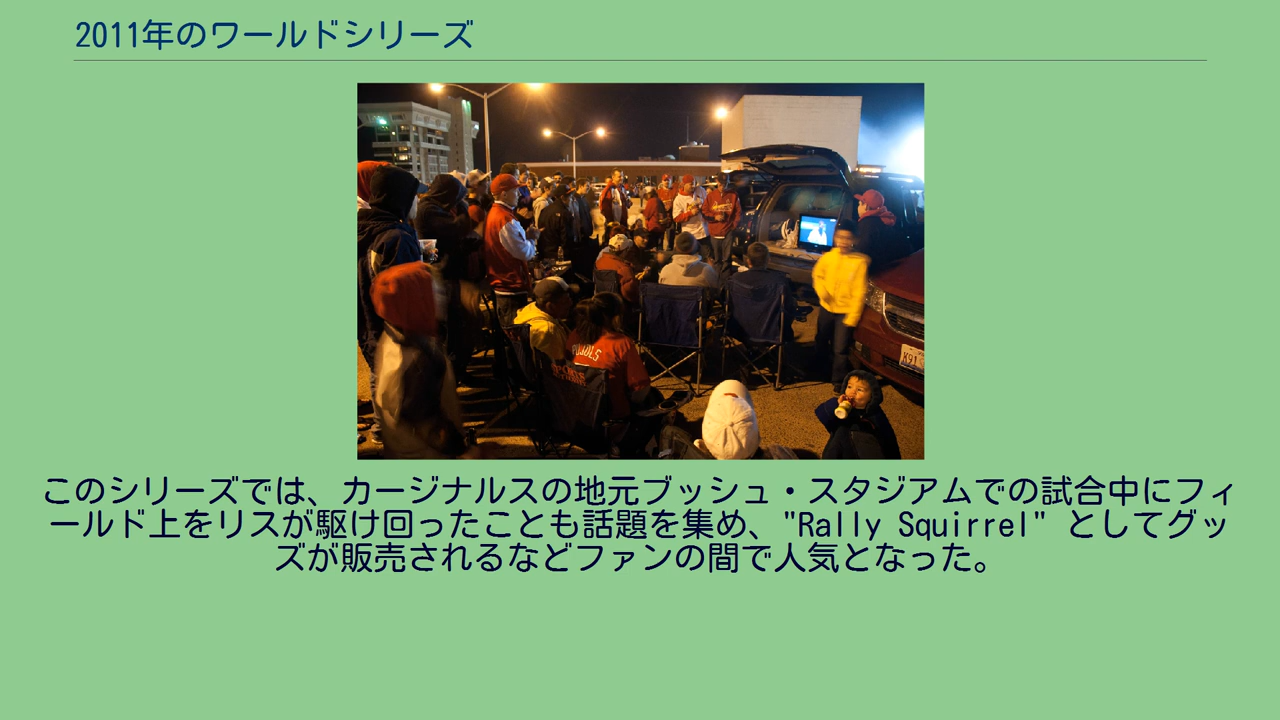 2011年のワールドシリーズ
K91
このシリーズでは、カージナルスの地元ブッシュ・スタジアムでの試合中にフィ
ールド上をリスが駆け回ったことも話題を集め、"Rally Squirrel" としてグッ
ズが販売されるなどファンの間で人気となった。